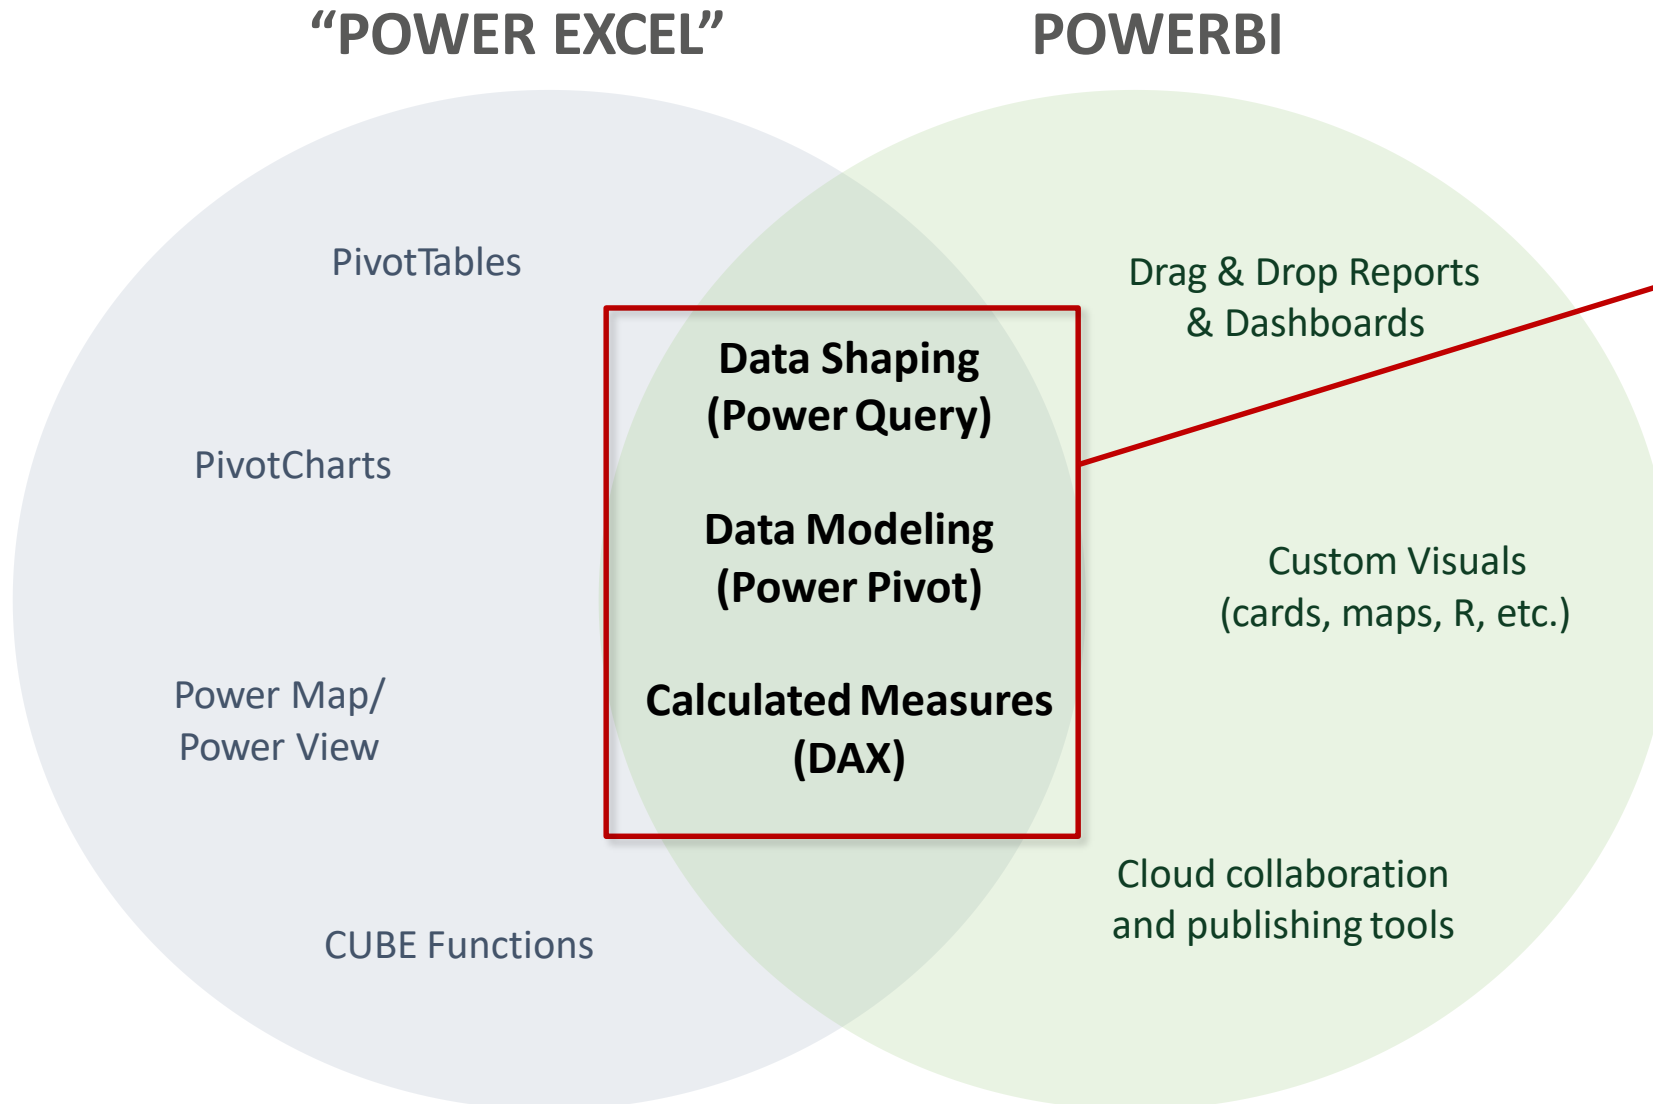 “POWER EXCEL”
POWERBI
PivotTables
PivotCharts
Power Map/
Power View
CUBE Functions
Data Shaping
(Power Query)
Data Modeling
(Power Pivot)
Calculated Measures
(DAX)
Drag & Drop Reports
& Dashboards
Custom Visuals
(cards, maps, R, etc.)
Cloud collaboration
and publishing tools